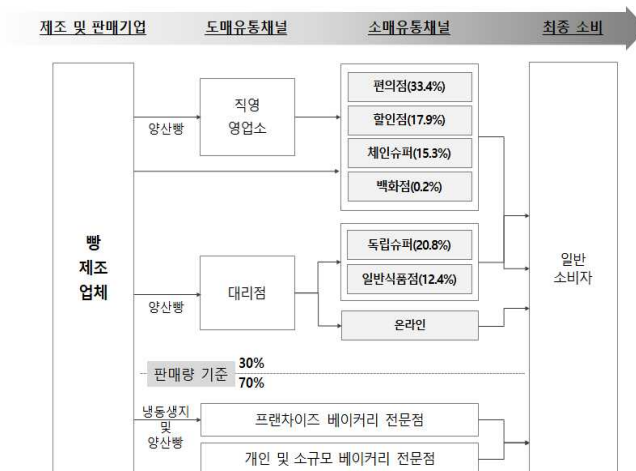 제조 및 판매기업
도매유통채널
소매유통채널
최종 소비
빵
제조
업체
양산빵
직영
영업소
편의점(33.4%)
할인점(17.9%)
체인슈퍼(15.3%)
백화점(0.2%)
양산빵
대리점
독립슈퍼(20.8%)
일반식품점(12.4%)
온라인
일반
소비자
판매량 기준
30%
70%
냉동생지
및
양산빵
프랜차이즈 베이커리 전문점
개인 및 소규모 베이커리 전문점